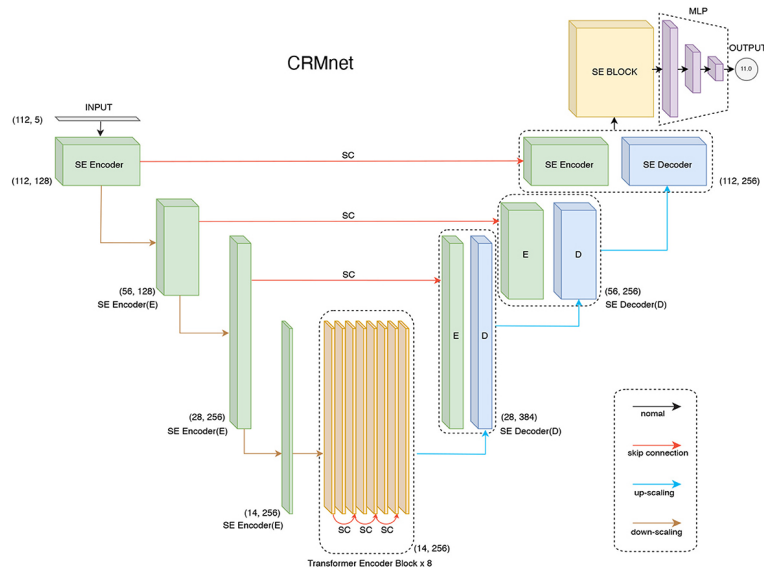 CRMnet
MLP
OUTPUT
11.0
SE BLOCK
INPUT
(112, 5)
SE Encoder
SC
SE Encoder
SE Decoder
(112, 128)
(112, 256)
SC
E
D
(56, 128)
SE Encoder(E)
(56, 256)
SE Decoder(D)
SC
E
D
(28, 256)
SE Encoder(E)
(28, 384)
SE Decoder(D)
(14, 256)
SE Encoder(E)
SC
SC
SC
(14, 256)
Transformer Encoder Block x 8
nomal
skip connection
up-scaling
down-scaling